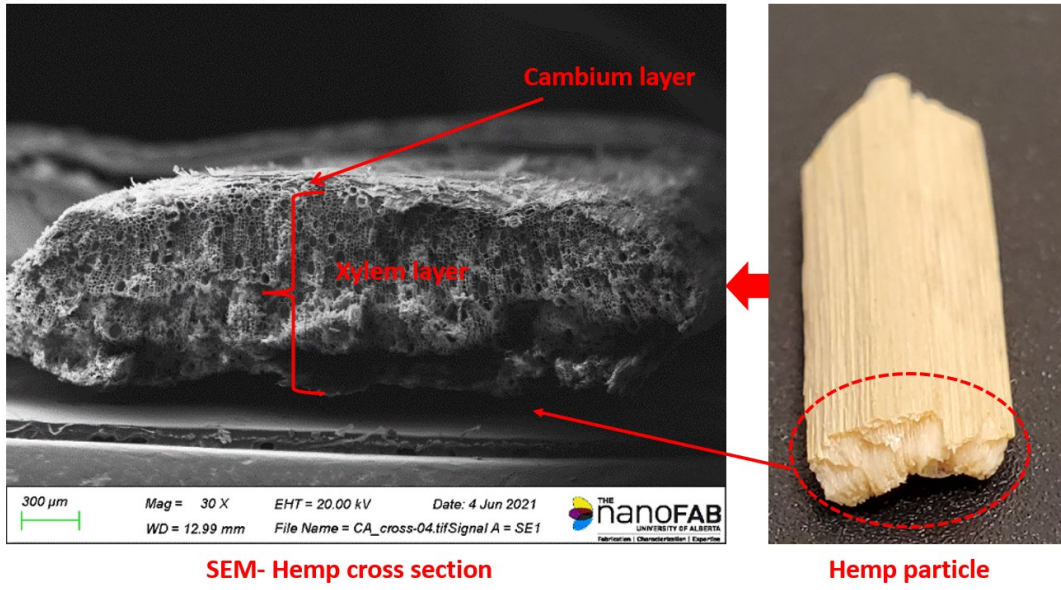 Cambium layer
Xylem layer
300 µm
Mag = 30 X
EHT = 20.00 kV
Date: 4 Jun 2021
WD = 12.99 mm
File Name = CA_cross-04.tifSignal A = SE1
THE
nanoFAB
UNIVERSITY OF ALBERTA
Fabrication | Characterization | Expertise
SEM- Hemp cross section
Hemp particle